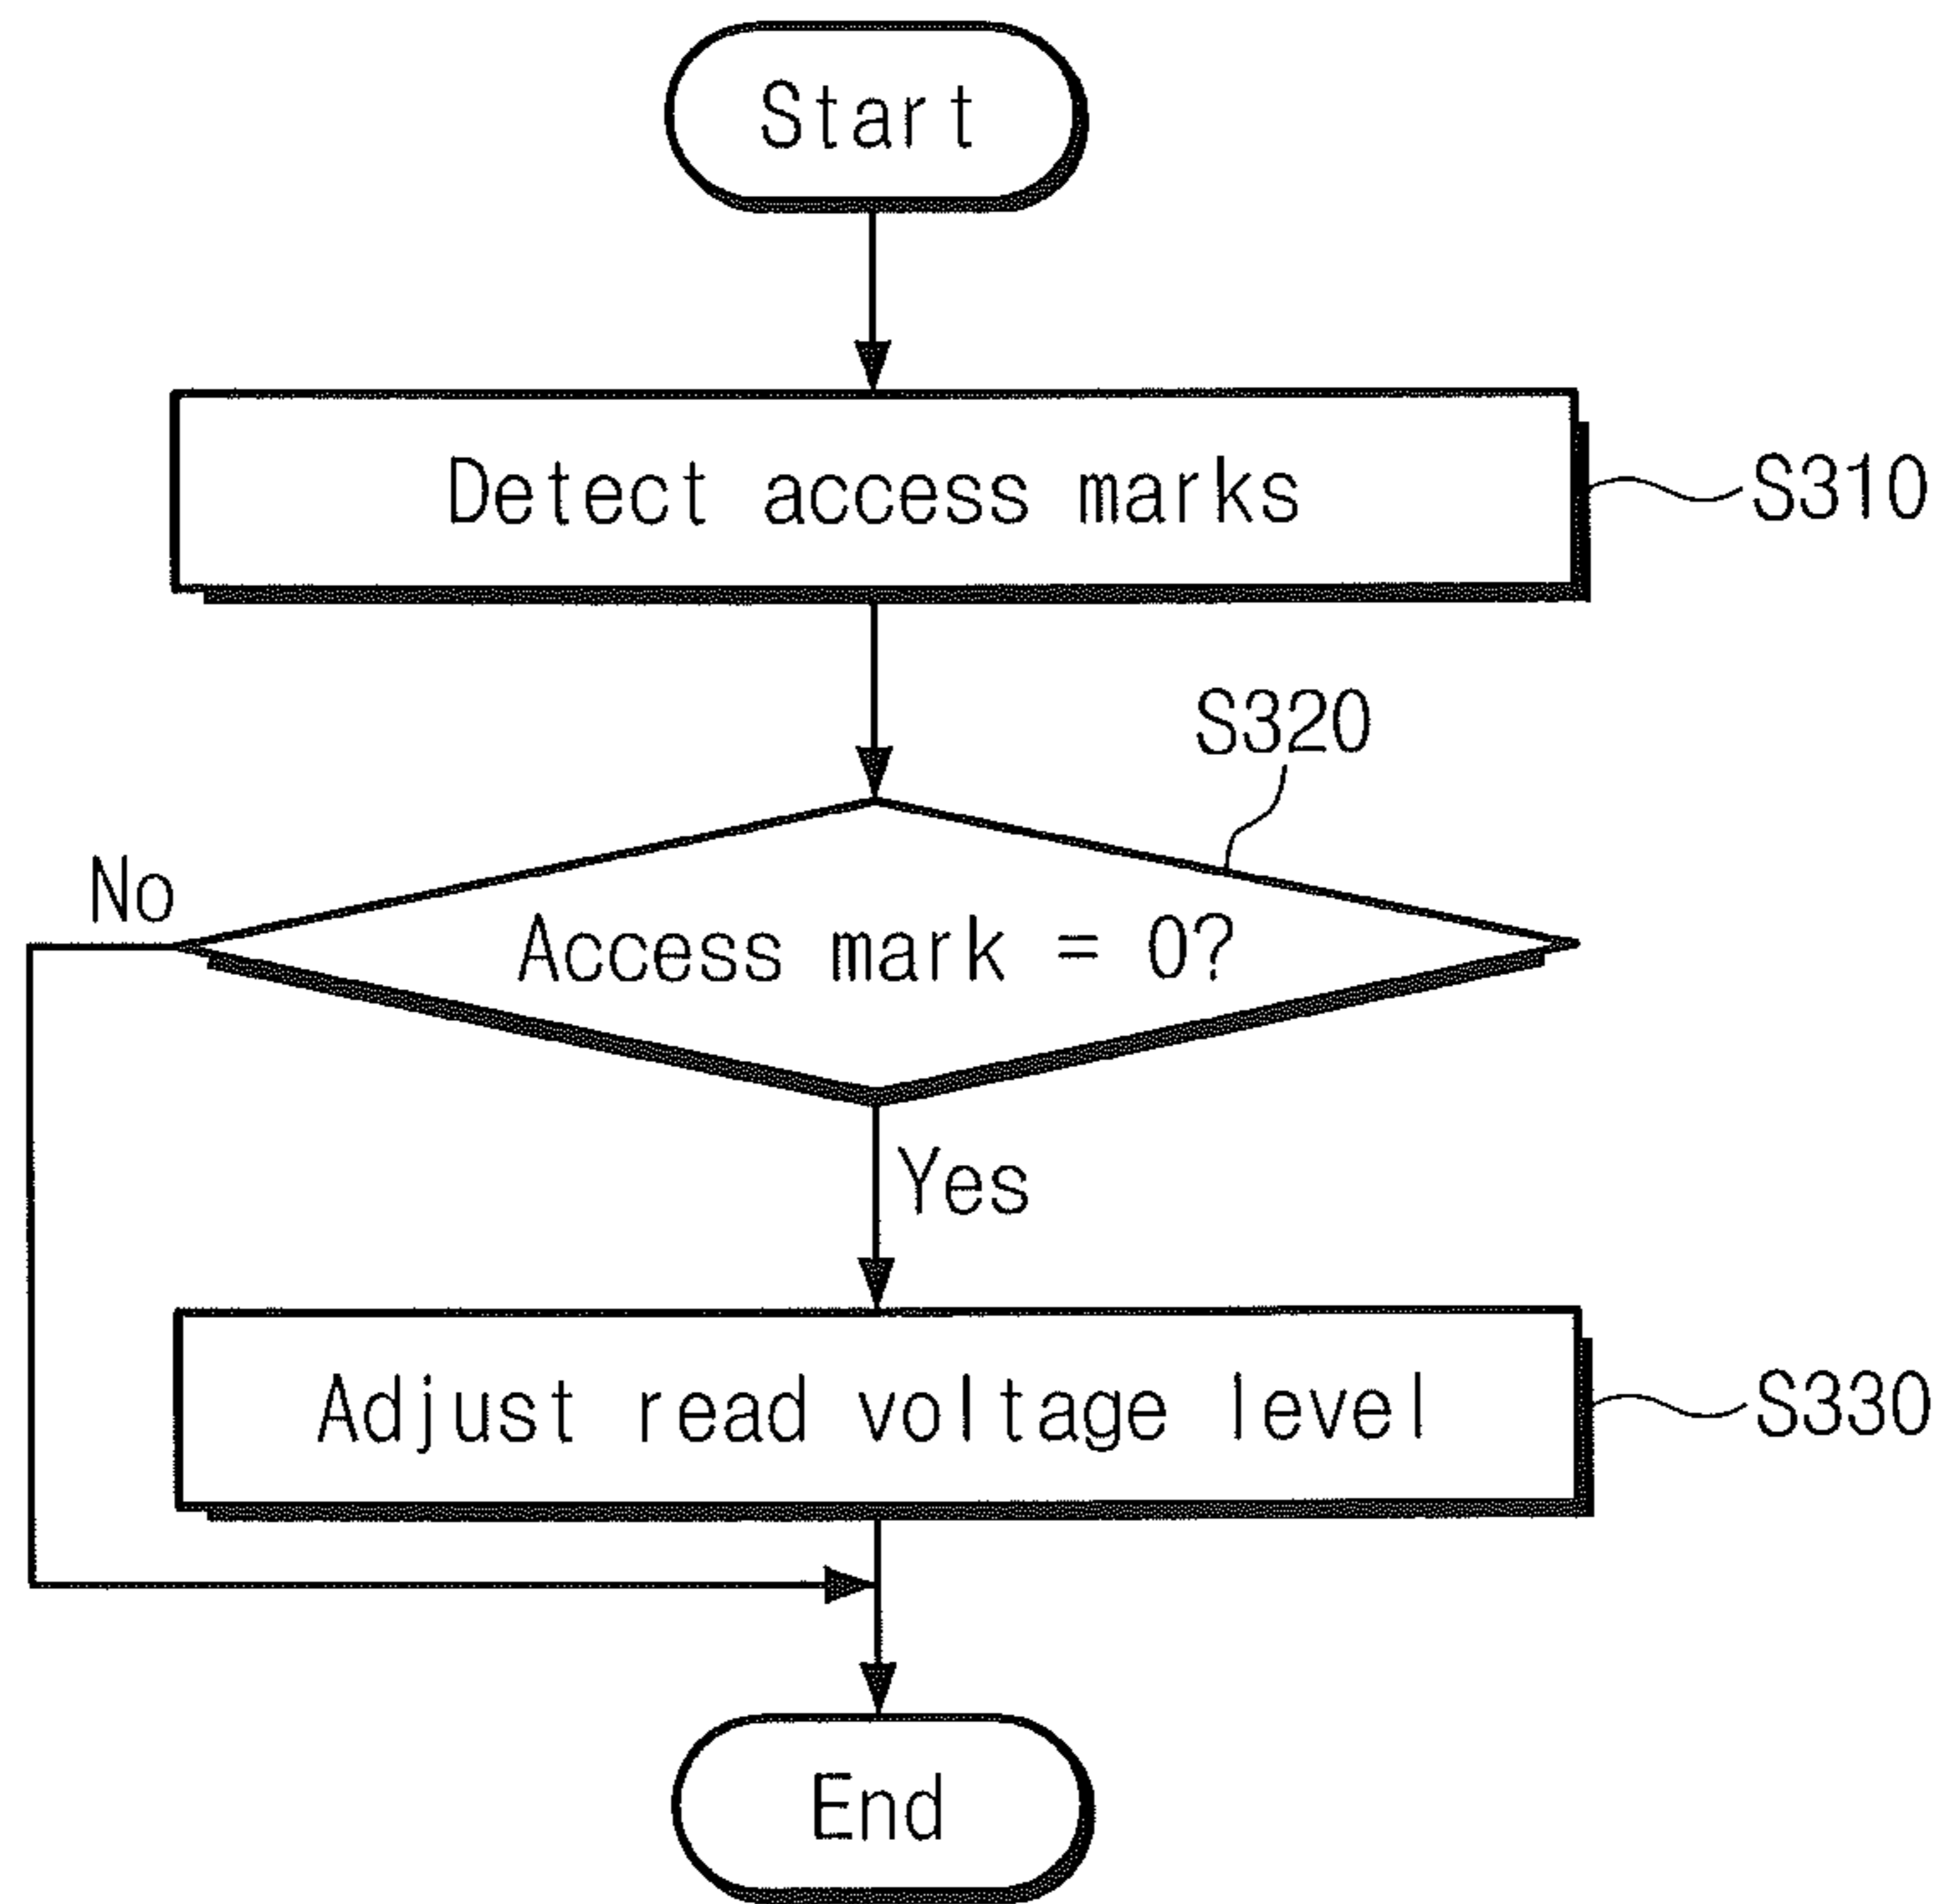 Start
Detect access marks
S310
S320
No
Access mark = 0?
Yes
Adjust read voltage level
S330
End